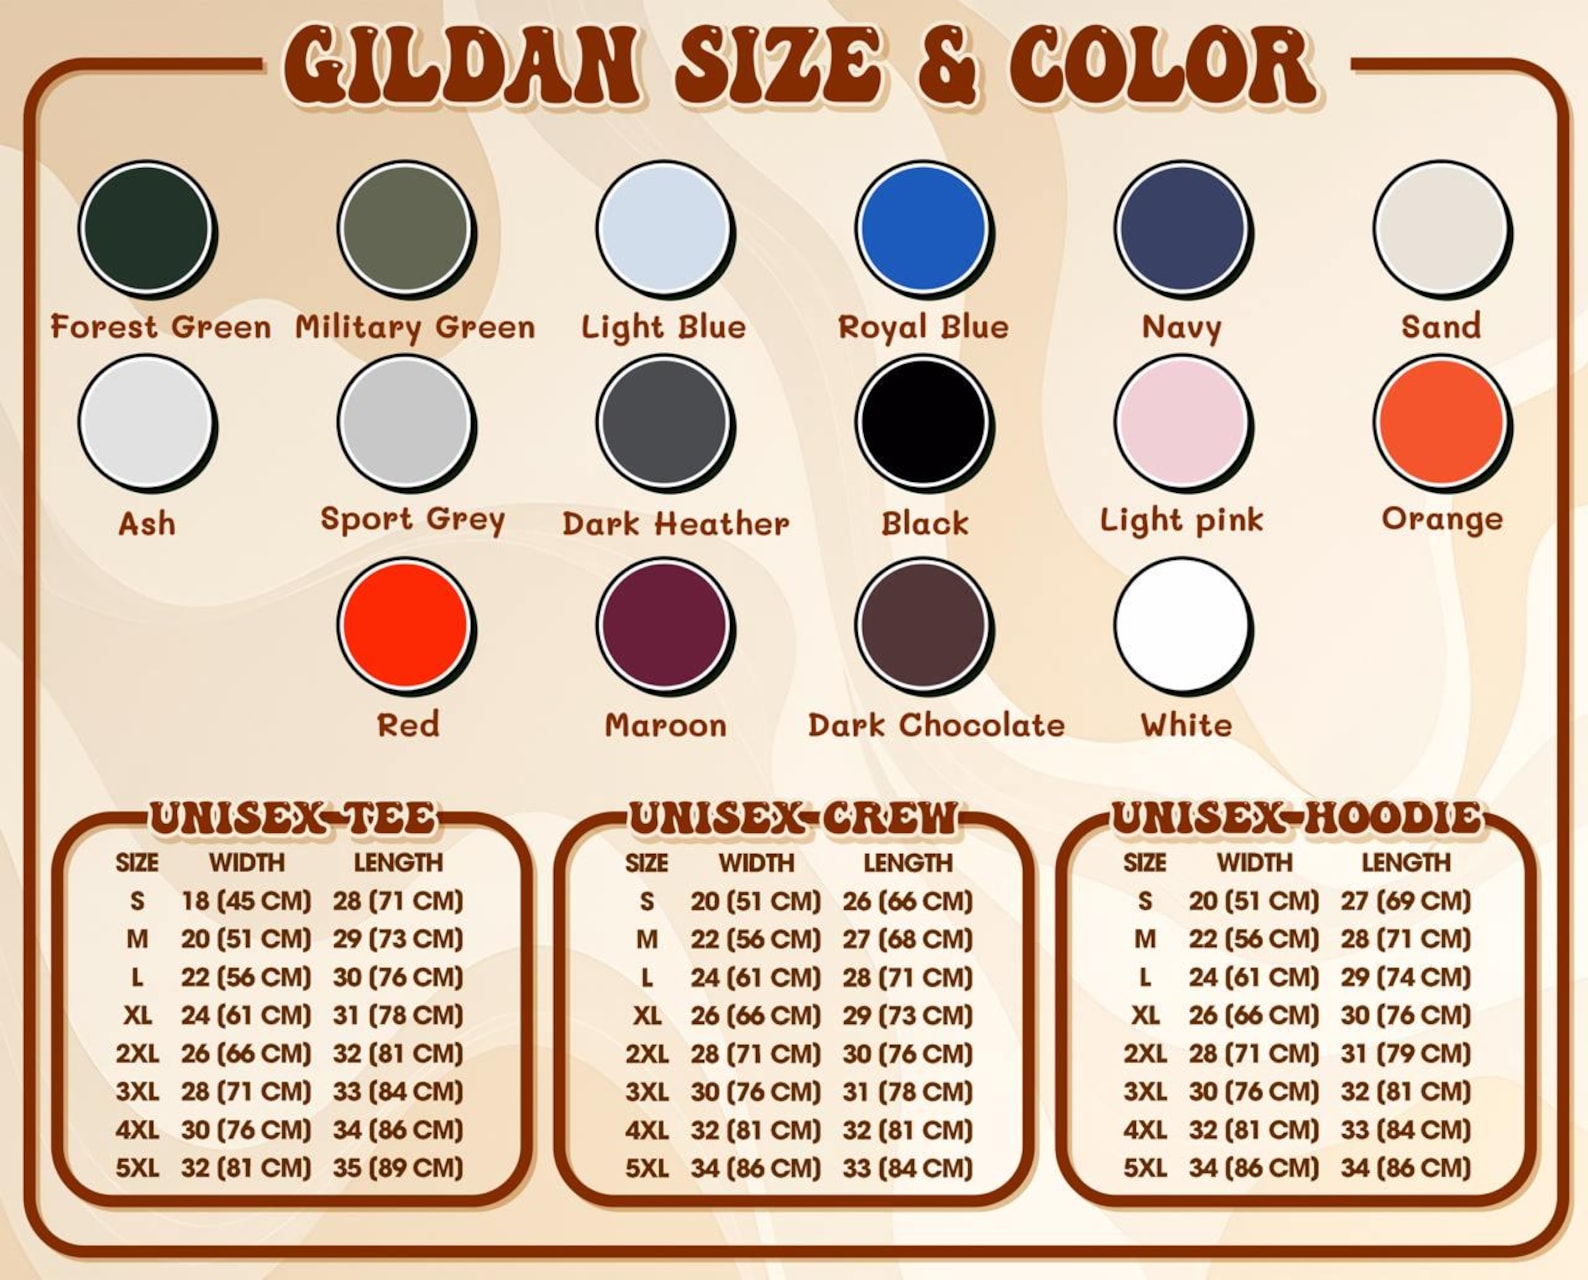 GILDAN SIZE & COLOR
Forest Green Military Green Light Blue Royal Blue Navy Sand
Ash Sport Grey Dark Heather Black Light pink Orange
Red Maroon Dark Chocolate White
UNISEX TEE
SIZE WIDTH LENGTH
S 18 (45 CM) 28 (71 CM)
M 20 (51 CM) 29 (73 CM)
L 22 (56 CM) 30 (76 CM)
XL 24 (61 CM) 31 (78 CM)
2XL 26 (66 CM) 32 (81 CM)
3XL 28 (71 CM) 33 (84 CM)
4XL 30 (76 CM) 34 (86 CM)
5XL 32 (81 CM) 35 (89 CM)
UNISEX CREW
SIZE WIDTH LENGTH
S 20 (51 CM) 26 (66 CM)
M 22 (56 CM) 27 (68 CM)
L 24 (61 CM) 28 (71 CM)
XL 26 (66 CM) 29 (73 CM)
2XL 28 (71 CM) 30 (76 CM)
3XL 30 (76 CM) 31 (78 CM)
4XL 32 (81 CM) 32 (81 CM)
5XL 34 (86 CM) 33 (84 CM)
UNISEX HOODIE
SIZE WIDTH LENGTH
S 20 (51 CM) 27 (69 CM)
M 22 (56 CM) 28 (71 CM)
L 24 (61 CM) 29 (74 CM)
XL 26 (66 CM) 30 (76 CM)
2XL 28 (71 CM) 31 (79 CM)
3XL 30 (76 CM) 32 (81 CM)
4XL 32 (81 CM) 33 (84 CM)
5XL 34 (86 CM) 34 (86 CM)